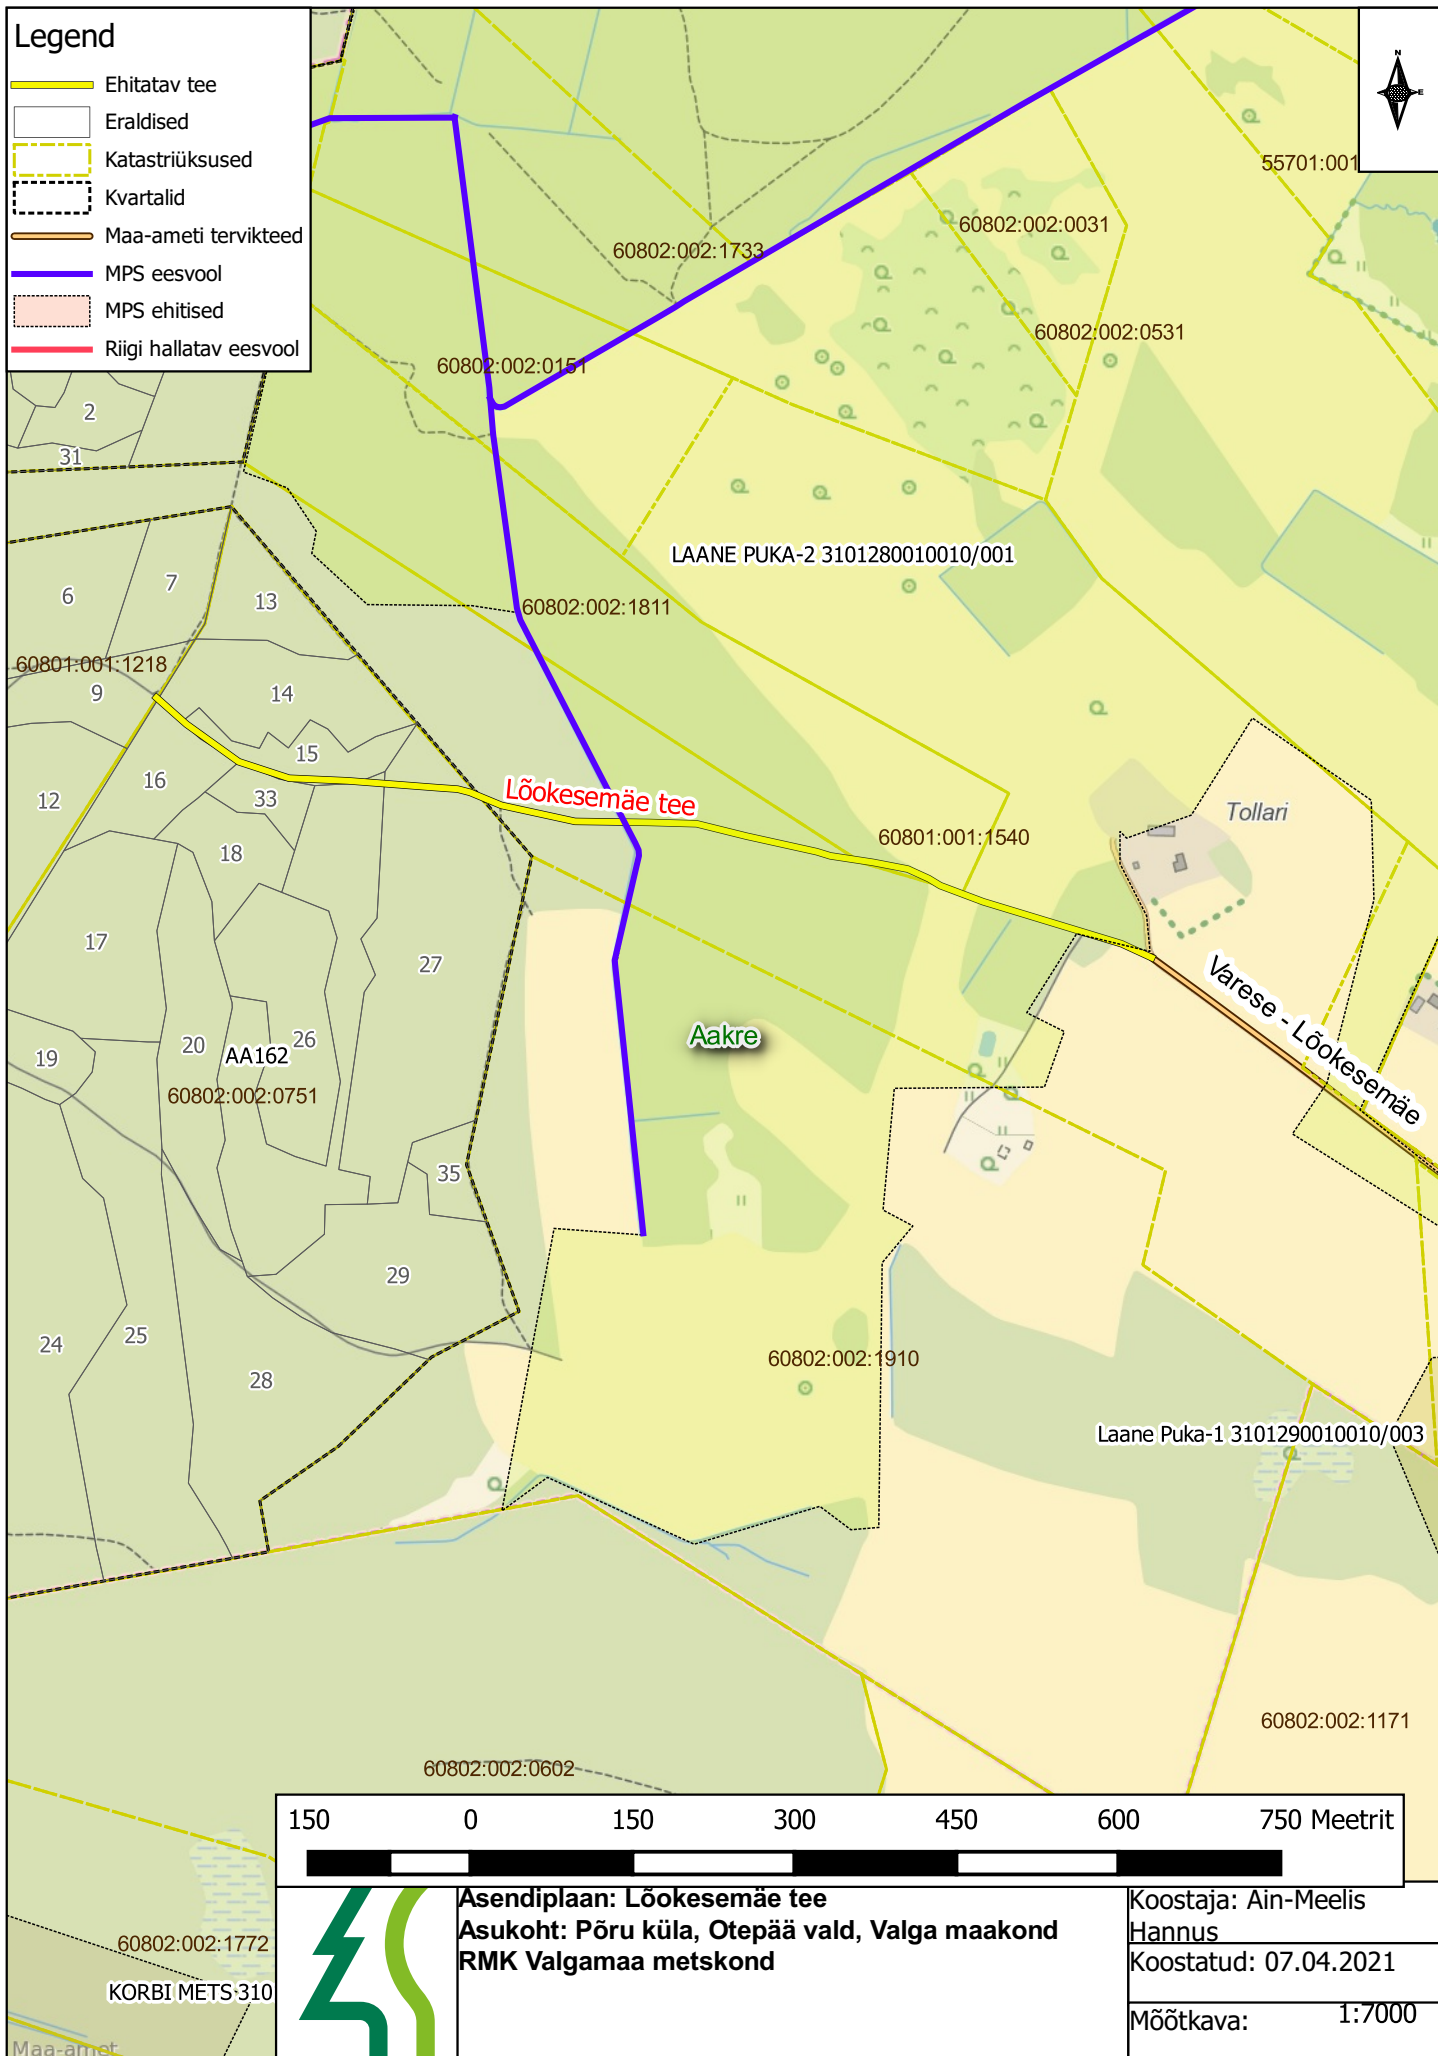 Legend
Ehitatav tee
Eraldised
Katastriüksused
Kvartalid
Maa-ameti tervikteed
MPS eesvool
MPS ehitised
Riigi hallatav eesvool
N
E
55701:001
60802:002:0031
60802:002:1733
60802:002:0531
60802:002:0151
2
31
LAANE PUKA-2 3101280010010/001
6
7
13
60802:002:1811
60801:001:1218
9
14
15
16
12
33
Lõokesemäe tee
60801:001:1540
Tollari
18
17
27
Varese - Lõokesemäe
Aakre
19
20
26
AA162
60802:002:0751
35
29
24
25
28
60802:002:1910
Laane Puka-1 3101290010010/003
60802:002:1171
60802:002:0602
150 0 150 300 450 600 750 Meetrit
60802:002:1772
KORBI METS 310
Maa-amet
Asendiplaan: Lõokesemäe tee
Asukoht: Põru küla, Otepää vald, Valga maakond
RMK Valgamaa metskond
Koostaja: Ain-Meelis
Hannus
Koostatud: 07.04.2021
Mõõtkava: 1:7000